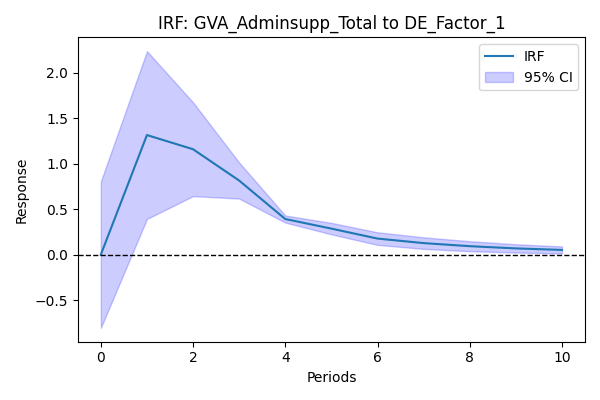 IRF: GVA_Adminsupp_Total to DE_Factor_1
IRF
95% CI
Response
2.0
1.5
1.0
0.5
0.0
−0.5
0 2 4 6 8 10
Periods